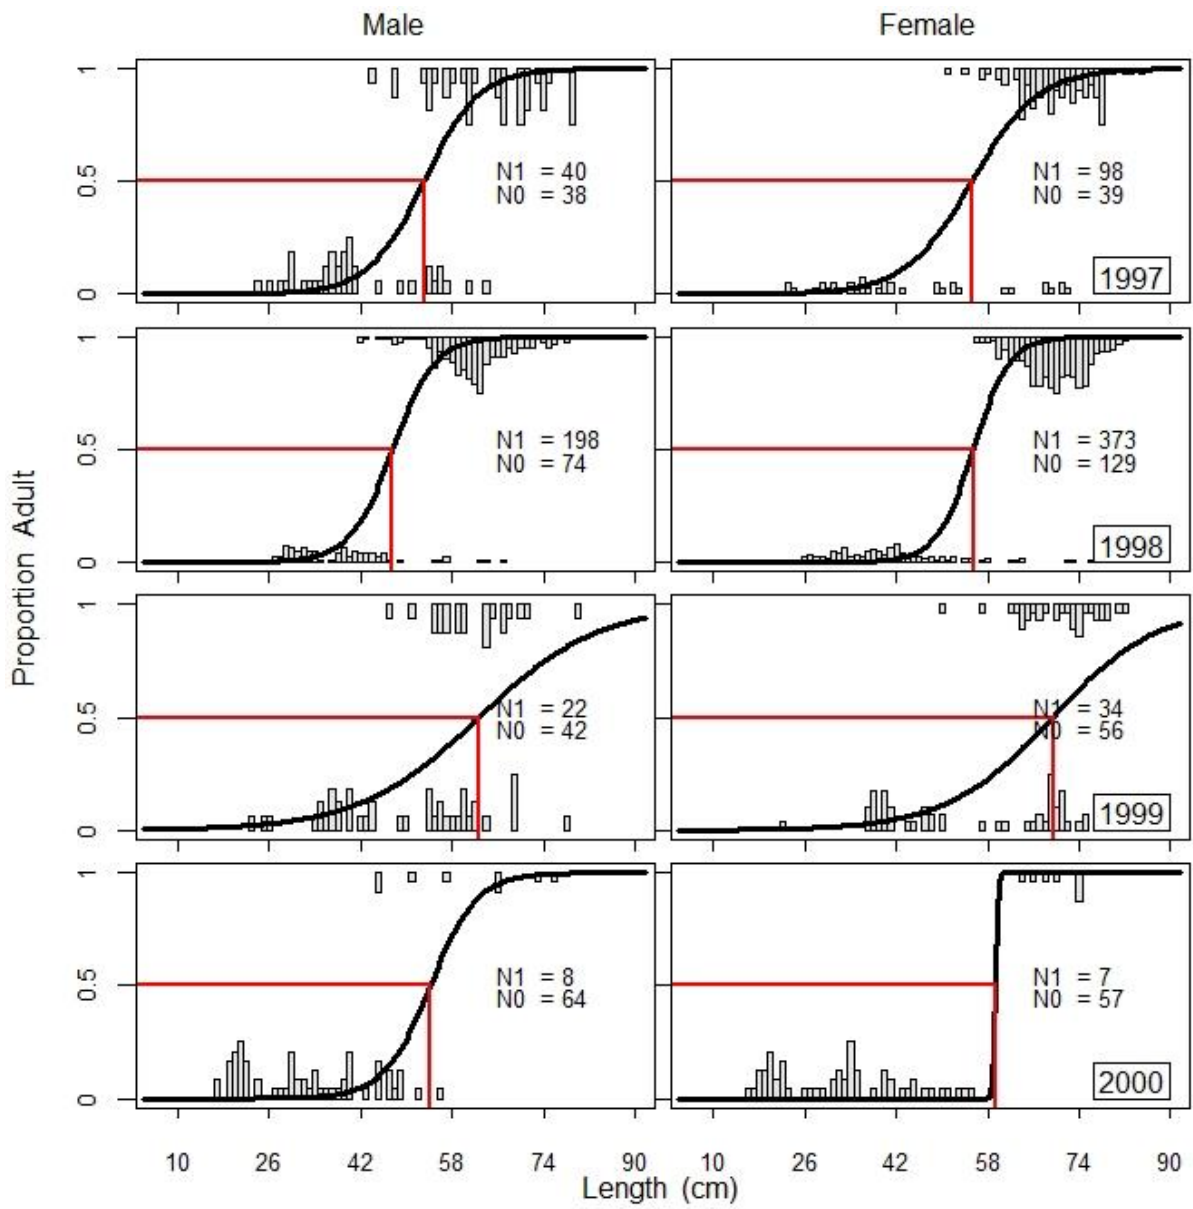 Male Female
1
0.5
0
N1 = 40
N0 = 38
N1 = 98
N0 = 39
1997
1
0.5
0
N1 = 198
N0 = 74
N1 = 373
N0 = 129
1998
Proportion Adult
1
0.5
0
N1 = 22
N0 = 42
N1 = 34
N0 = 56
1999
1
0.5
0
N1 = 8
N0 = 64
N1 = 7
N0 = 57
2000
10 26 42 58 74 90 10 26 42 58 74 90
Length (cm)